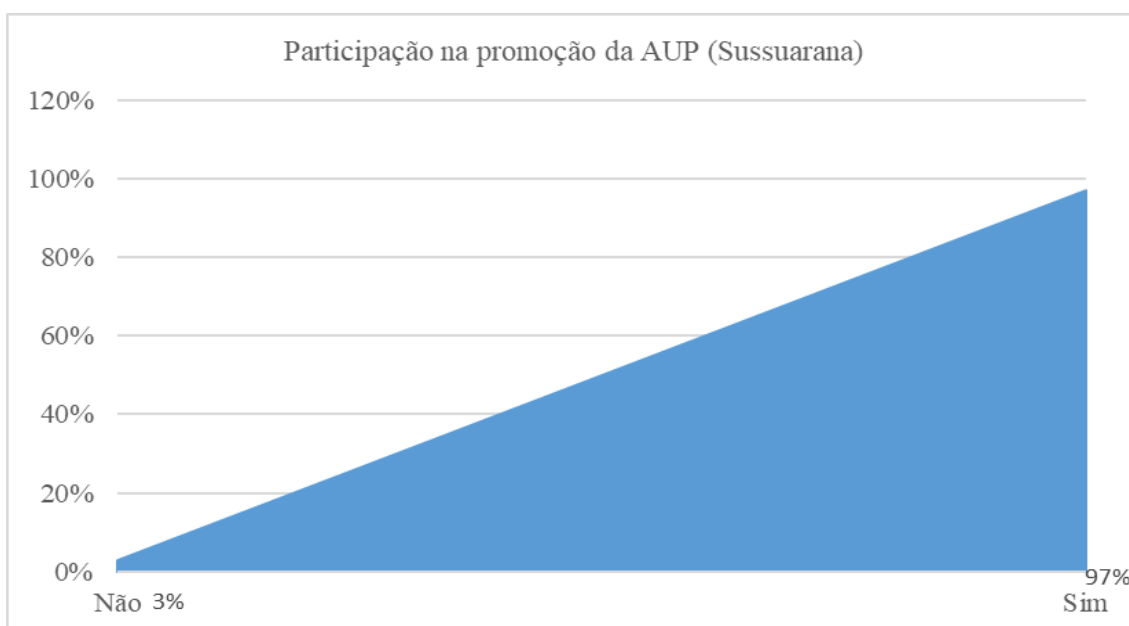 Participação na promoção da AUP (Sussuarana)
120%
100%
80%
60%
40%
20%
0%
97%
Não 3%
Sim